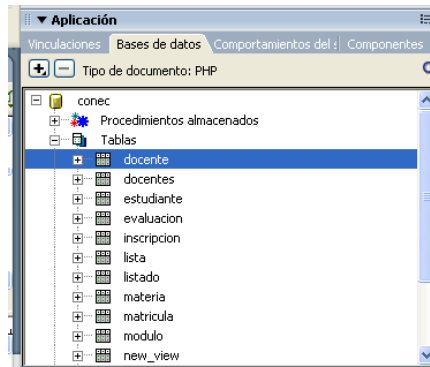 Aplicación
Vinculaciones Bases de datos Comportamientos del s Componentes
Tipo de documento: PHP
conec
Procedimientos almacenados
Tablas
docente
docentes
estudiante
evaluacion
inscripcion
lista
listado
materia
matricula
modulo
new_view